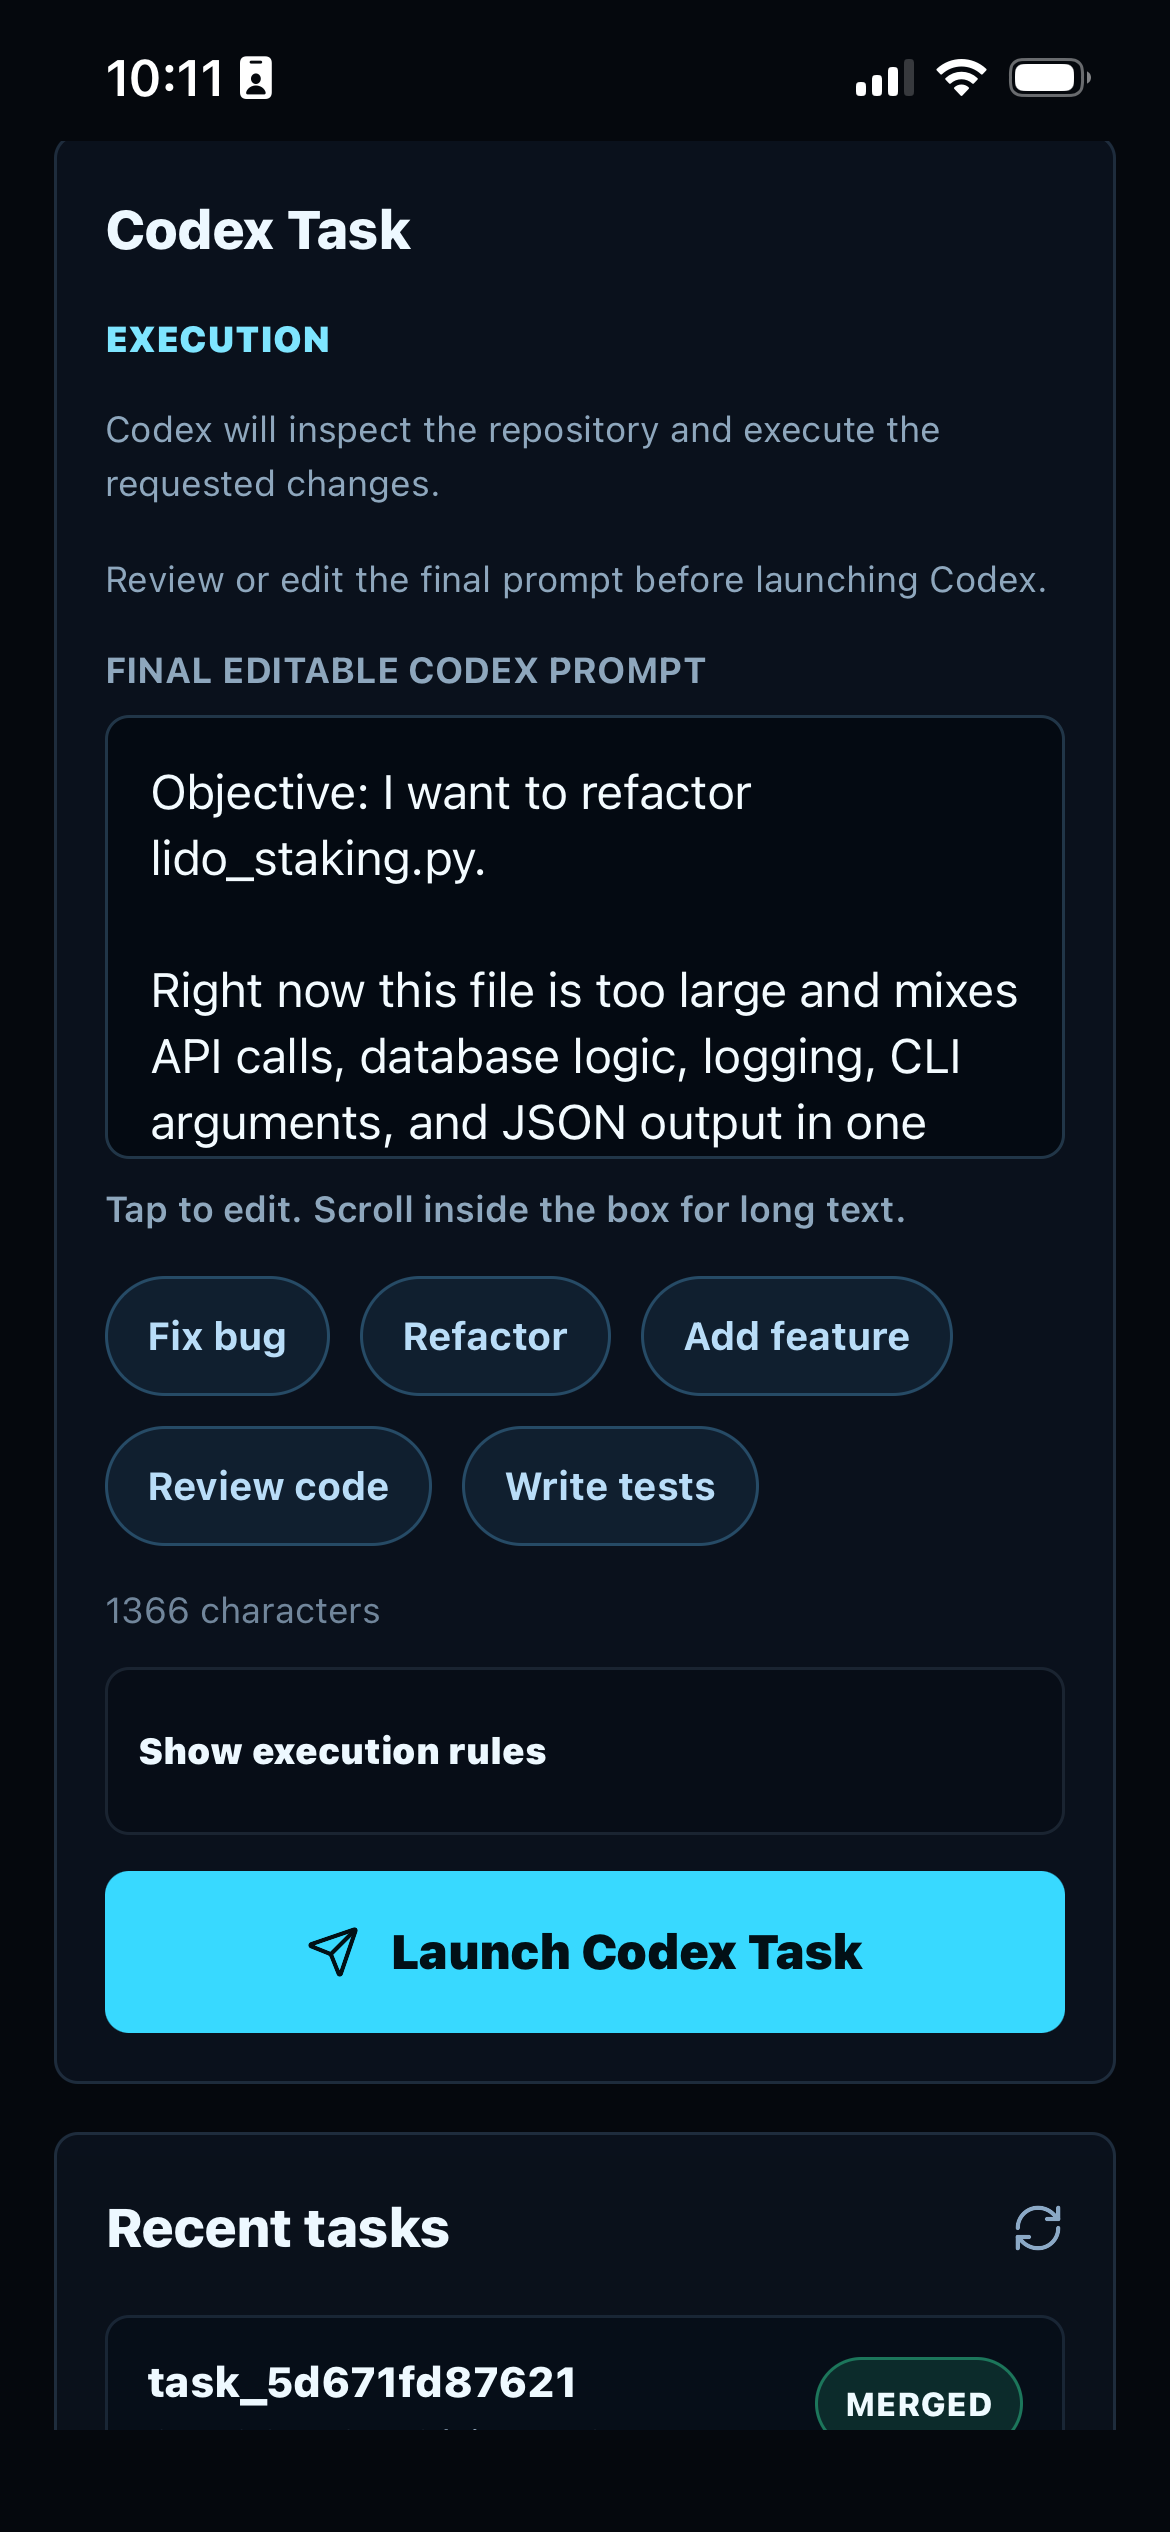 10:11
Codex Task
EXECUTION
Codex will inspect the repository and execute the
requested changes.
Review or edit the final prompt before launching Codex.
FINAL EDITABLE CODEX PROMPT
Objective: I want to refactor
lido_staking.py.
Right now this file is too large and mixes
API calls, database logic, logging, CLI
arguments, and JSON output in one
Tap to edit. Scroll inside the box for long text.
Fix bug
Refactor
Add feature
Review code
Write tests
1366 characters
Show execution rules
Launch Codex Task
Recent tasks
task_5d671fd87621
MERGED